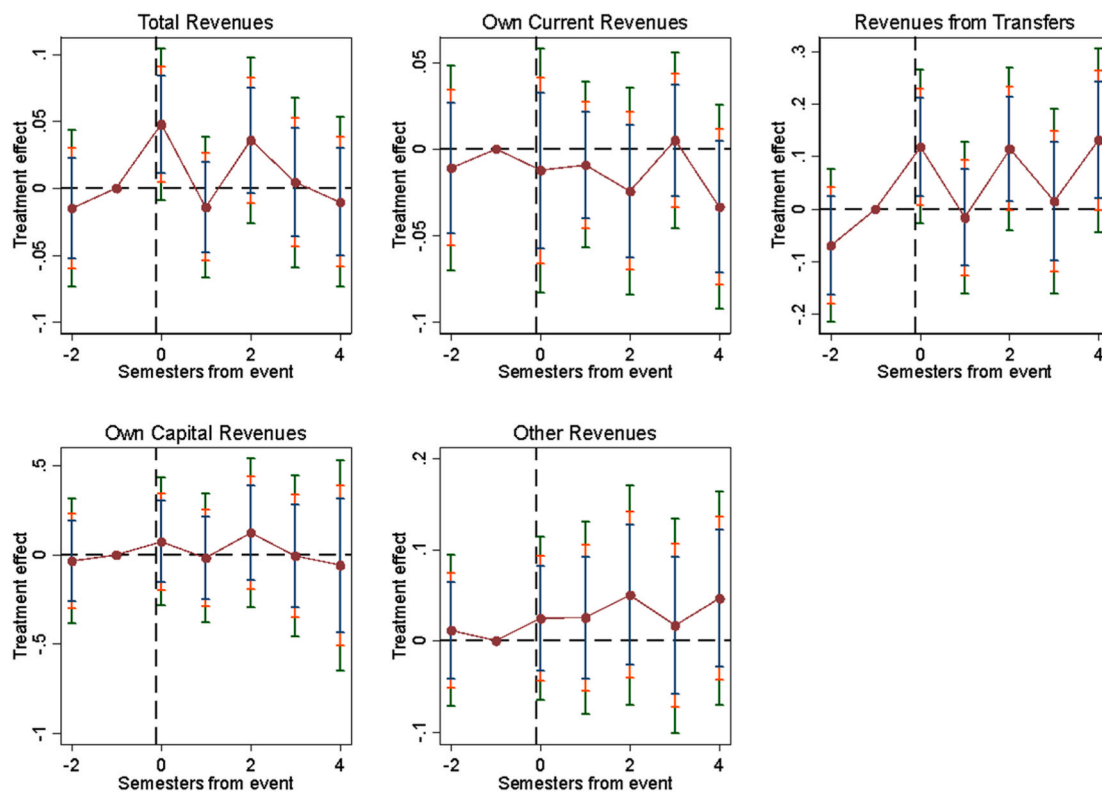 Total Revenues
Treatment effect
.1
.05
0
-.05
-.1
-2 0 2 4
Semesters from event
Own Current Revenues
Treatment effect
.05
0
-.05
-.1
-2 0 2 4
Semesters from event
Revenues from Transfers
Treatment effect
.3
.2
.1
0
-.1
-.2
-2 0 2 4
Semesters from event
Own Capital Revenues
Treatment effect
.5
0
-.5
-1
-2 0 2 4
Semesters from event
Other Revenues
Treatment effect
.2
.1
0
-.1
-2 0 2 4
Semesters from event